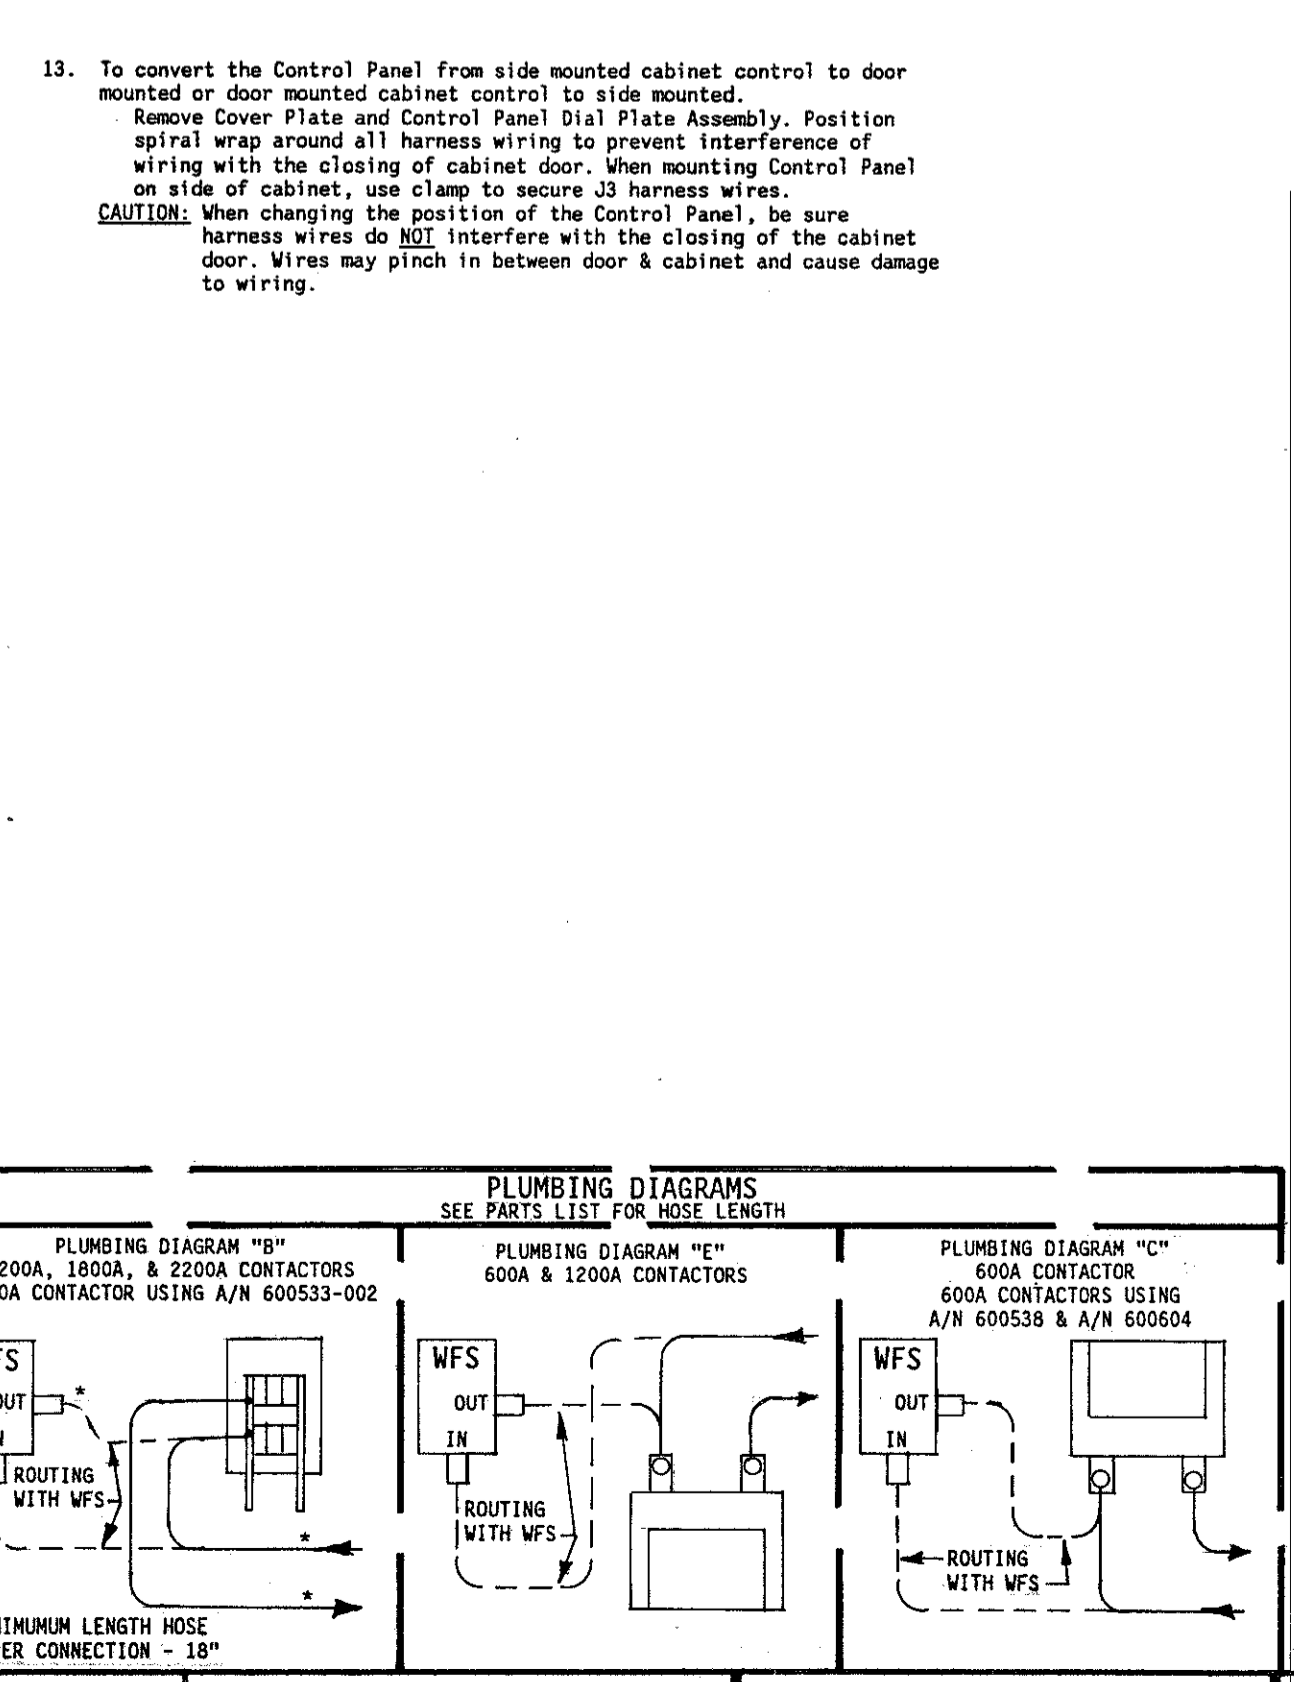 13. To convert the Control Panel from side mounted cabinet control to door
mounted or door mounted cabinet control to side mounted.
Remove Cover Plate and Control Panel Dial Plate Assembly. Position
spiral wrap around all harness wiring to prevent interference of
wiring with the closing of cabinet door. When mounting Control Panel
on side of cabinet, use clamp to secure J3 harness wires.
CAUTION: When changing the position of the Control Panel, be sure
harness wires do NOT interfere with the closing of the cabinet
door. Wires may pinch in between door & cabinet and cause damage
to wiring.
PLUMBING DIAGRAMS
SEE PARTS LIST FOR HOSE LENGTH
PLUMBING DIAGRAM "B"
200A, 1800A, & 2200A CONTACTORS
0A CONTACTOR USING A/N 600533-002
FS
OUT
*
N
ROUTING
WITH WFS
*
*
IMUMUM LENGTH HOSE
ER CONNECTION - 18"
PLUMBING DIAGRAM "E"
600A & 1200A CONTACTORS
WFS
OUT
IN
ROUTING
WITH WFS
PLUMBING DIAGRAM "C"
600A CONTACTOR
600A CONTACTORS USING
A/N 600538 & A/N 600604
WFS
OUT
IN
ROUTING
WITH WFS